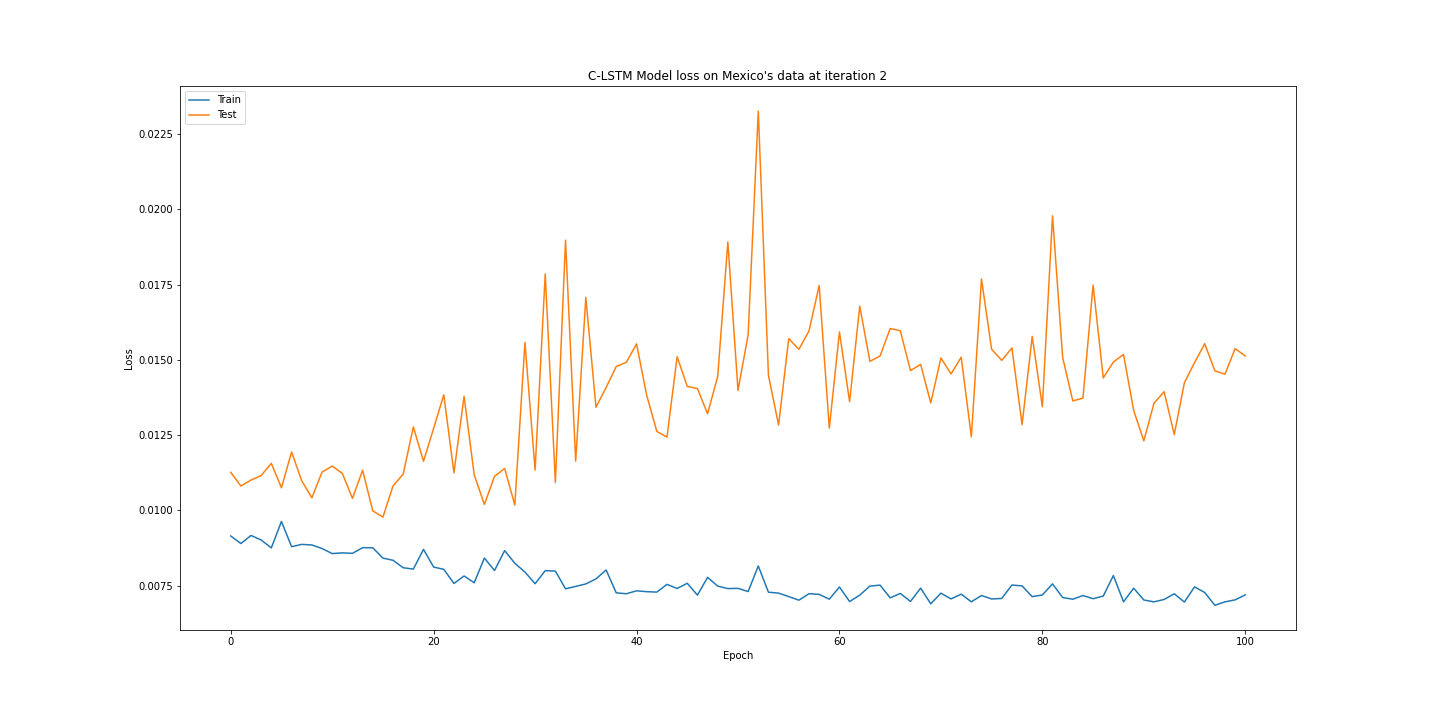 C-LSTM Model loss on Mexico's data at iteration 2
Train
Test
0.0225
0.0200
0.0175
0.0150
0.0125
0.0100
0.0075
Loss
0 20 40 60 80 100
Epoch